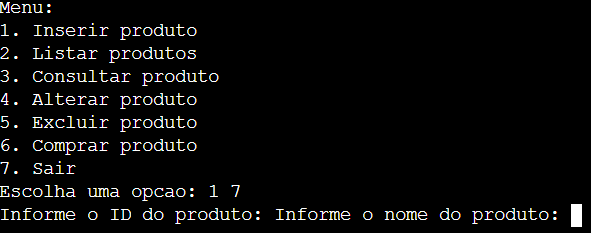 Menu:
1. Inserir produto
2. Listar produtos
3. Consultar produto
4. Alterar produto
5. Excluir produto
6. Comprar produto
7. Sair
Escolha uma opcao: 1 7
Informe o ID do produto: Informe o nome do produto: